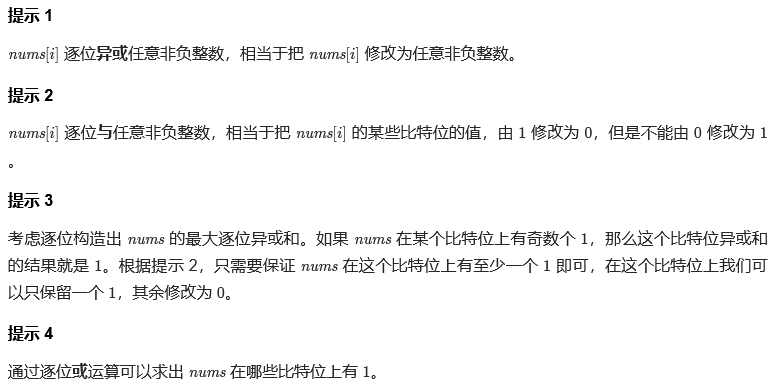 提示 1
nums[i] 逐位异或任意非负整数，相当于把 nums[i] 修改为任意非负整数。
提示 2
nums[i] 逐位与任意非负整数，相当于把 nums[i] 的某些比特位的值，由 1 修改为 0，但是不能由 0 修改为 1
。
提示 3
考虑逐位构造出 nums 的最大逐位异或和。如果 nums 在某个比特位上有奇数个 1，那么这个比特位异或和
的结果就是 1。根据提示 2，只需要保证 nums 在这个比特位上有至少一个 1 即可，在这个比特位上我们可
以只保留一个 1，其余修改为 0。
提示 4
通过逐位或运算可以求出 nums 在哪些比特位上有 1。